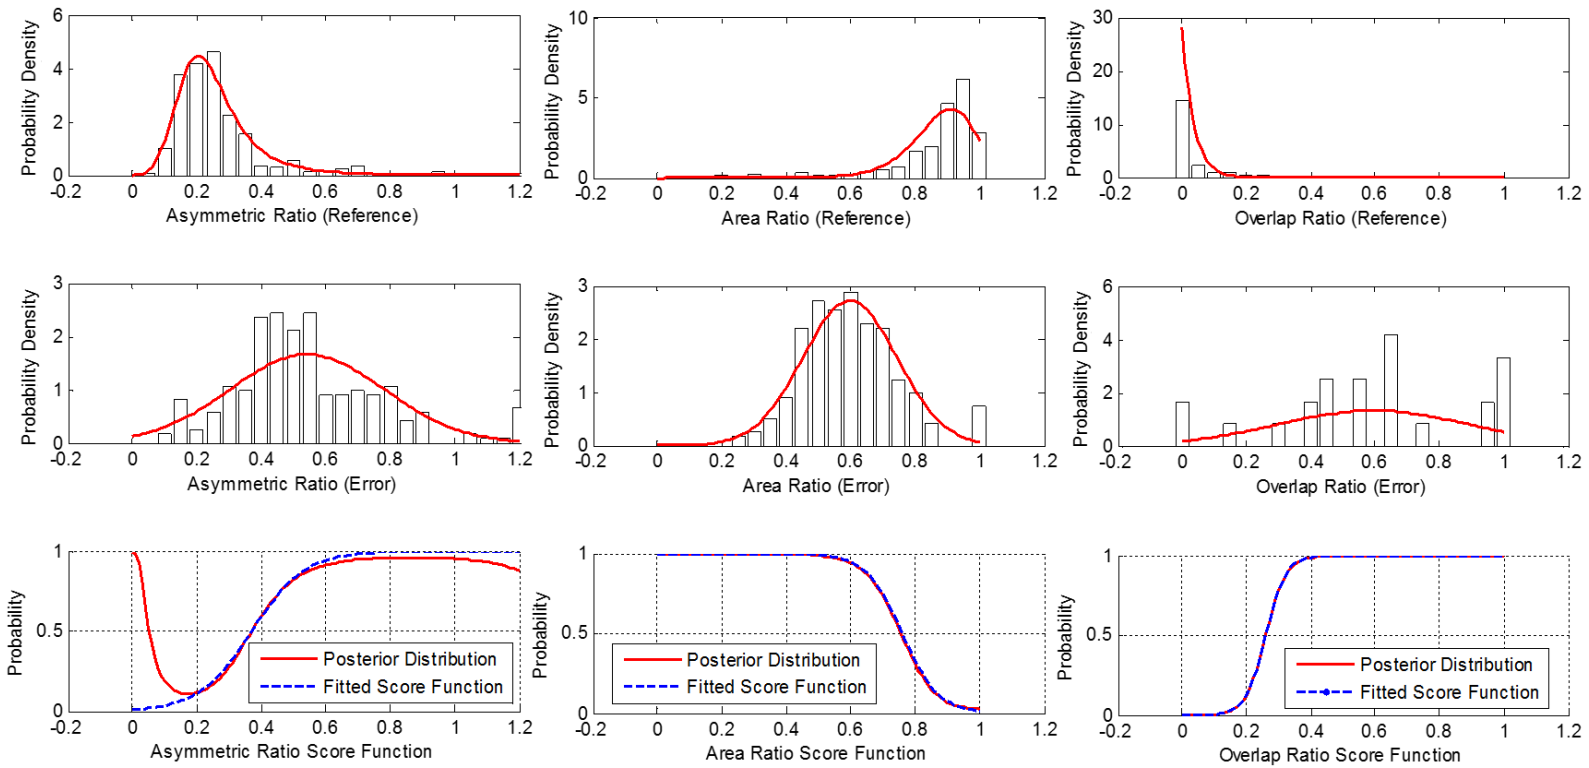 6
4
2
0
-0.2 0 0.2 0.4 0.6 0.8 1 1.2
Probability Density
Asymmetric Ratio (Reference)
10
5
0
-0.2 0 0.2 0.4 0.6 0.8 1 1.2
Probability Density
Area Ratio (Reference)
30
20
10
0
-0.2 0 0.2 0.4 0.6 0.8 1 1.2
Probability Density
Overlap Ratio (Reference)
3
2
1
0
-0.2 0 0.2 0.4 0.6 0.8 1 1.2
Probability Density
Asymmetric Ratio (Error)
3
2
1
0
-0.2 0 0.2 0.4 0.6 0.8 1 1.2
Probability Density
Area Ratio (Error)
6
4
2
0
-0.2 0 0.2 0.4 0.6 0.8 1 1.2
Probability Density
Overlap Ratio (Error)
1
0.5
0
-0.2 0 0.2 0.4 0.6 0.8 1 1.2
Probability
Posterior Distribution
Fitted Score Function
Asymmetric Ratio Score Function
1
0.5
0
-0.2 0 0.2 0.4 0.6 0.8 1 1.2
Probability
Posterior Distribution
Fitted Score Function
Area Ratio Score Function
1
0.5
0
-0.2 0 0.2 0.4 0.6 0.8 1 1.2
Probability
Posterior Distribution
Fitted Score Function
Overlap Ratio Score Function